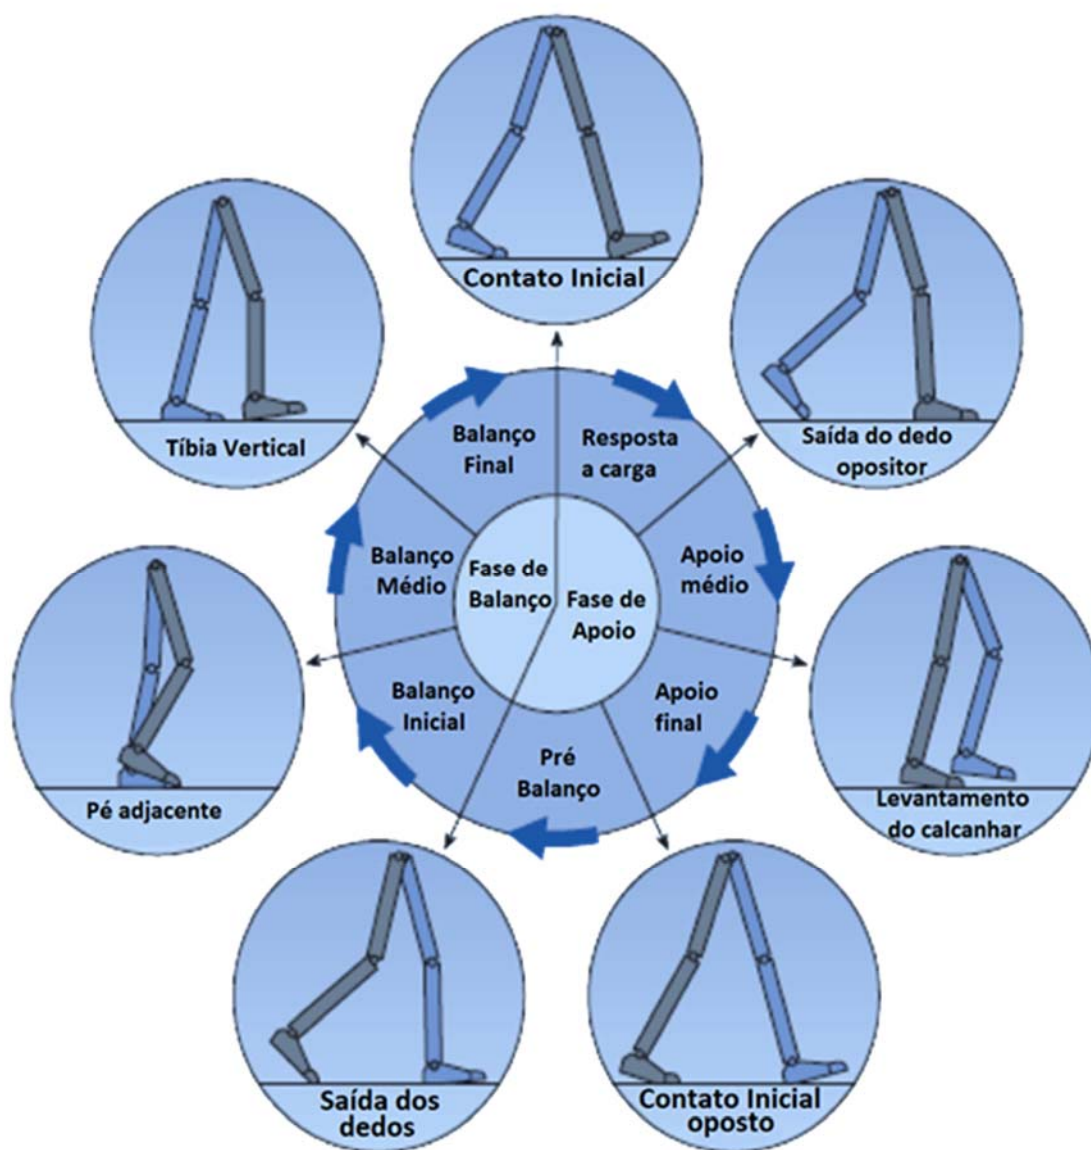 Contato Inicial
Saída do dedo
opositor
Levantamento
do calcanhar
Contato Inicial
oposto
Saída dos
dedos
Pé adjacente
Tíbia Vertical
Balanço
Final
Resposta
a carga
Apoio
médio
Apoio
final
Pré
Balanço
Balanço
Inicial
Balanço
Médio
Fase de
Balanço
Fase de
Apoio